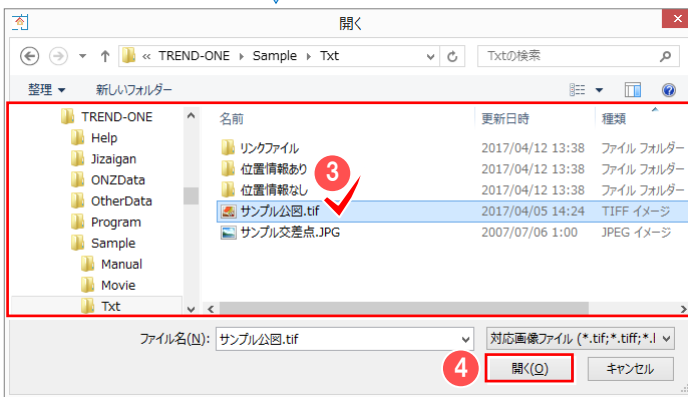 開く
« TREND-ONE Sample Txt
Txtの検索
整理 新しいフォルダー
TREND-ONE
Help
Jizaigan
ONZData
OtherData
Program
Sample
Manual
Movie
Txt
名前 更新日時 種類
リンクファイル 2017/04/12 13:38 ファイル フォルダー
位置情報あり 2017/04/12 13:38 ファイル フォルダー
位置情報なし 2017/04/12 13:38 ファイル フォルダー
サンプル公図.tif 2017/04/05 14:24 TIFF イメージ
サンプル交差点.JPG 2007/07/06 1:00 JPEG イメージ
3
ファイル名(N): サンプル公図.tif 対応画像ファイル (*.tif;*.tiff;*.l
4
開く(O) キャンセル